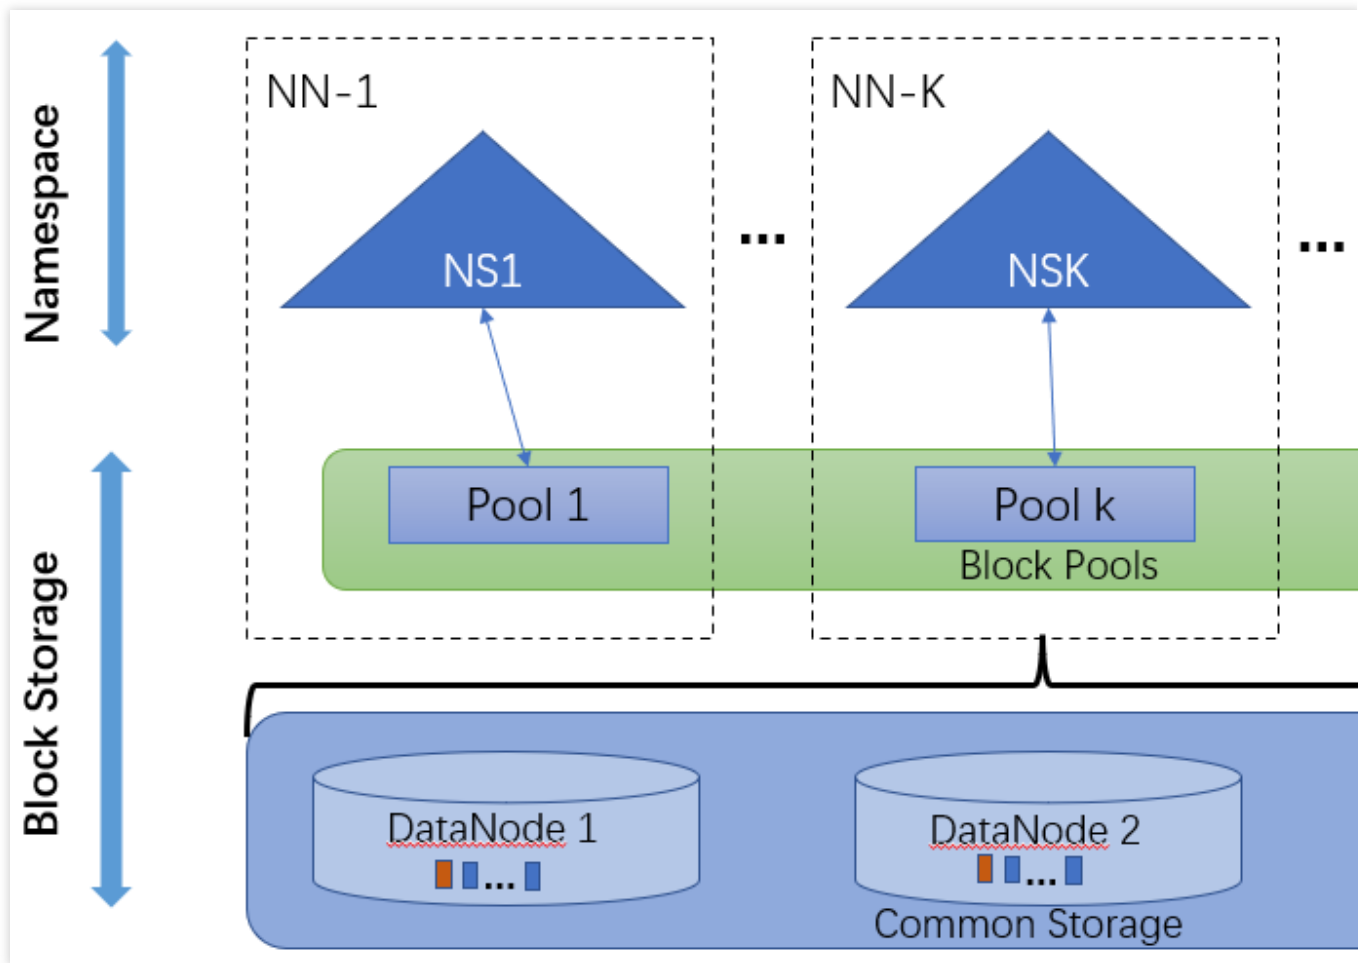 Namespace
NN-1
NN-K
NS1
...
NSK
...
Block Storage
Pool 1
Pool k
Block Pools
DataNode 1
...
DataNode 2
...
Common Storage